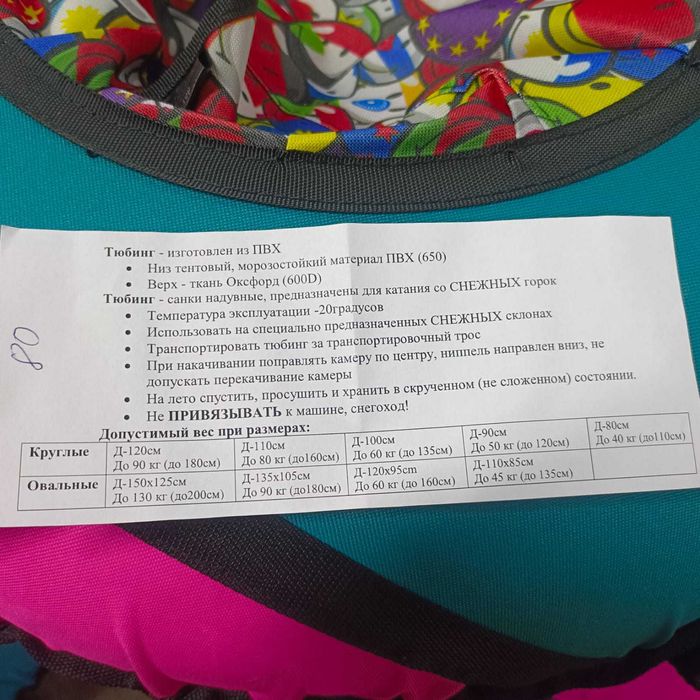 Тюбинг - изготовлен из ПВХ
• Низ тентовый, морозостойкий материал ПВХ (650)
• Верх - ткань Оксфорд (600D)
Тюбинг - санки надувные, предназначены для катания со СНЕЖНЫХ горок
• Температура эксплуатации -20градусов
• Использовать на специально предназначенных СНЕЖНЫХ склонах
• Транспортировать тюбинг за транспортировочный трос
• При накачивании поправлять камеру по центру, ниппель направлен вниз, не
допускать перекачивание камеры
• На лето спустить, просушить и хранить в скрученном (не сложенном) состоянии.
• Не ПРИВЯЗЫВАТЬ к машине, снегоход!
80
Допустимый вес при размерах:
Круглые Д-120см Д-110см Д-100см Д-90см Д-80см
До 90 кг (до 180см) До 80 кг (до160см) До 60 кг (до 135см) До 50 кг (до 120см) До 40 кг (до110см)
Овальные Д-150х125см Д-135х105см Д-120х95cm Д-110х85см
До 130 кг (до200см) До 90 кг (до180см) До 60 кг (до 160см) До 45 кг (до 135см)